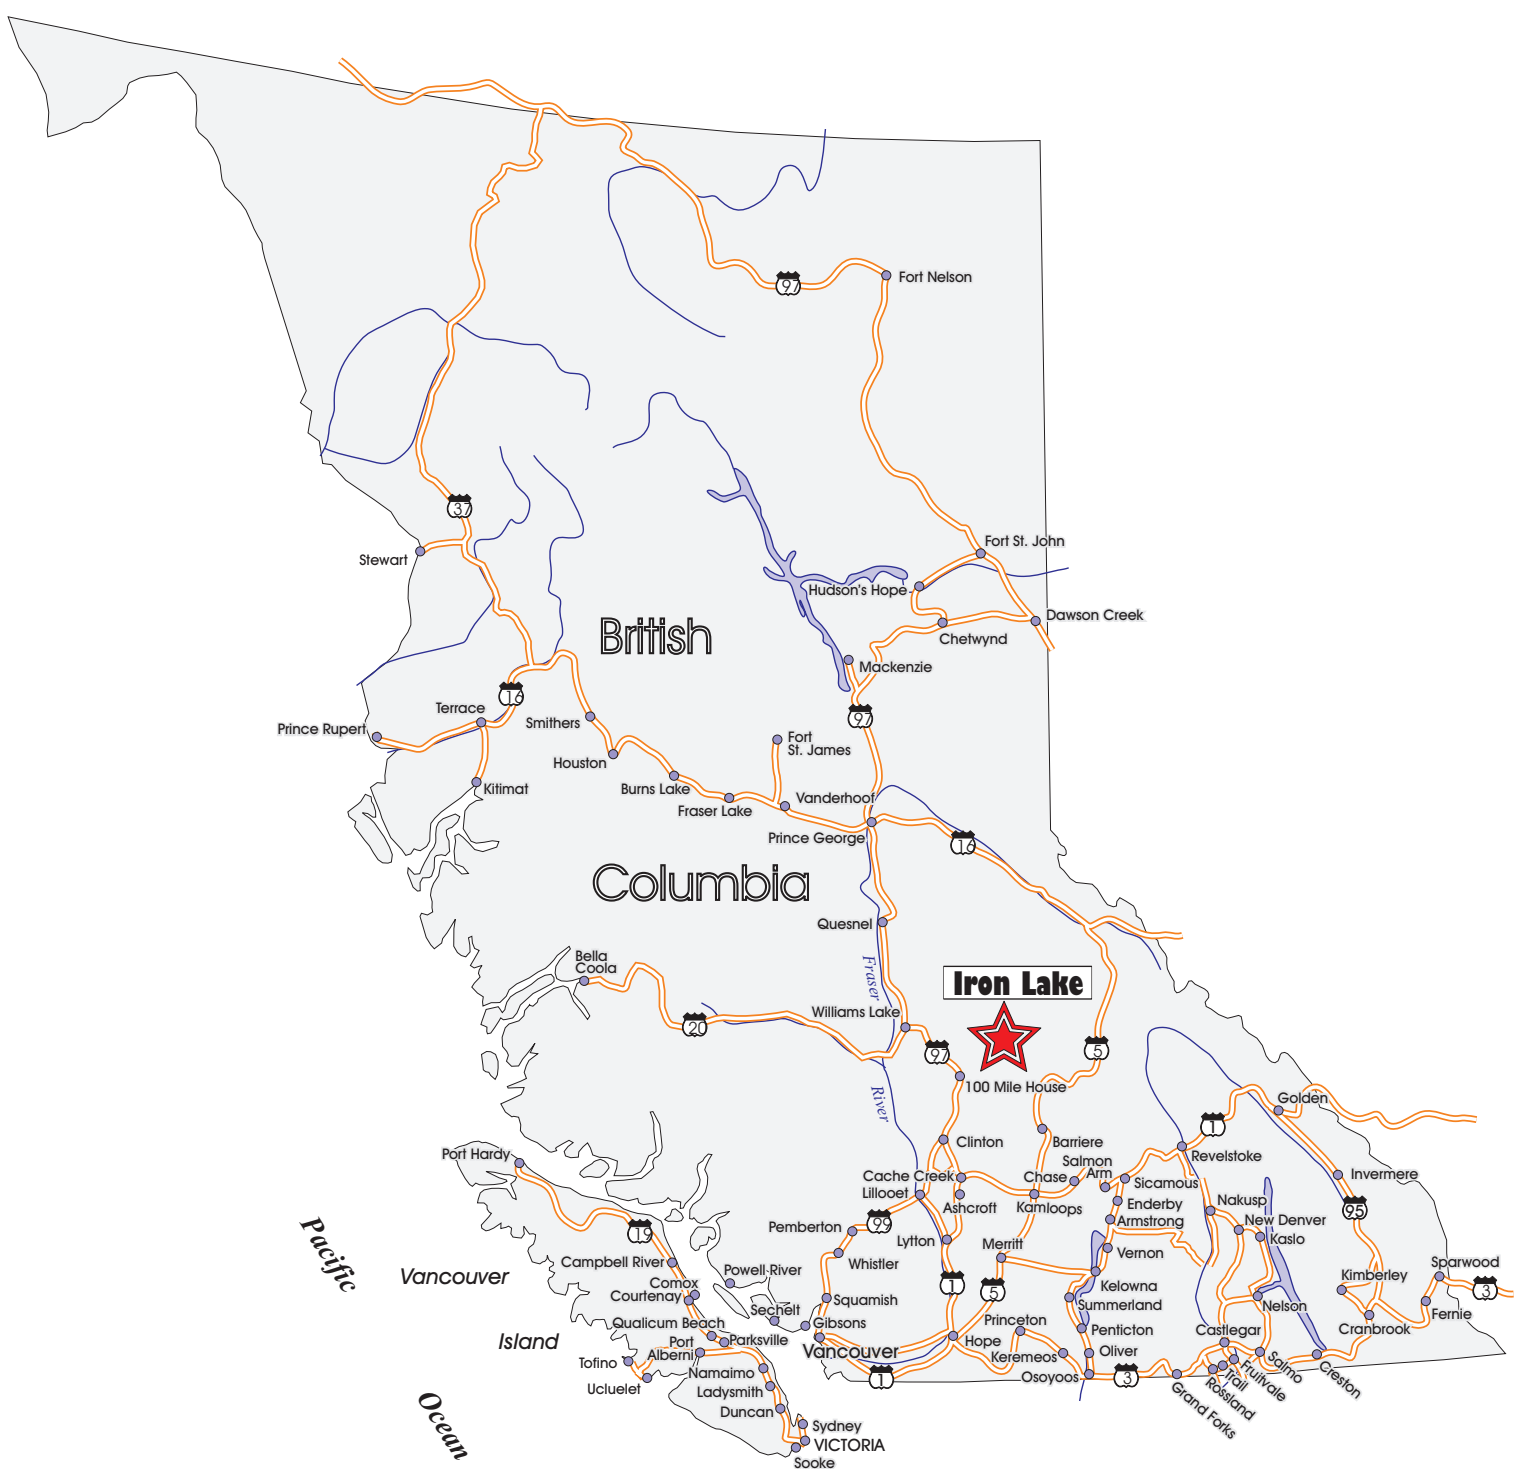 97
Fort Nelson
37
Stewart
Fort St. John
Hudson's Hope
Dawson Creek
Chetwynd
British
Mackenzie
16
97
Terrace
Prince Rupert
Smithers
Houston
Fort
St. James
Kitimat
Burns Lake
Vanderhoof
Fraser Lake
Prince George
16
Columbia
Quesnel
Bella
Coola
Fraser
Iron Lake
Williams Lake
20
97
5
100 Mile House
River
Golden
1
Clinton
Barriere
Port Hardy
Revelstoke
Salmon
Arm
Cache Creek
Chase
Sicamous
Invermere
Lillooet
Ashcroft
Kamloops
Enderby
Nakusp
95
Armstrong
New Denver
Pemberton
99
19
Lytton
Merritt
Vernon
Kaslo
Pacific
Campbell River
Whistler
Sparwood
Vancouver
Powell River
Kimberley
Comox
Courtenay
1
5
Kelowna
3
Squamish
Summerland
Nelson
Sechelt
Fernie
Qualicum Beach
Gibsons
Princeton
Penticton
Castlegar
Cranbrook
Island
Port
Alberni
Parksville
Vancouver
Hope
Keremeos
Oliver
Tofino
Namaimo
1
Osoyoos
3
Salmo
Creston
Fruitvale
Trail
Rossland
Grand Forks
Ucluelet
Ladysmith
Duncan
Ocean
Sydney
VICTORIA
Sooke